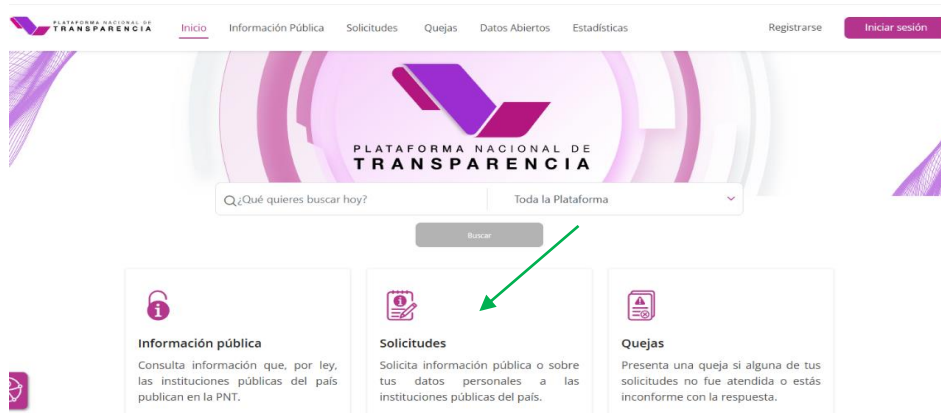 PLATAFORMA NACIONAL DE
TRANSPARENCIA
Inicio
Información Pública
Solicitudes
Quejas
Datos Abiertos
Estadísticas
Registrarse
Iniciar sesión
PLATAFORMA NACIONAL DE
TRANSPARENCIA
¿Qué quieres buscar hoy?
Toda la Plataforma
Buscar
Información pública
Consulta información que, por ley,
las instituciones públicas del país
publican en la PNT.
Solicitudes
Solicita información pública o sobre
tus datos personales a las
instituciones públicas del país.
Quejas
Presenta una queja si alguna de tus
solicitudes no fue atendida o estás
inconforme con la respuesta.